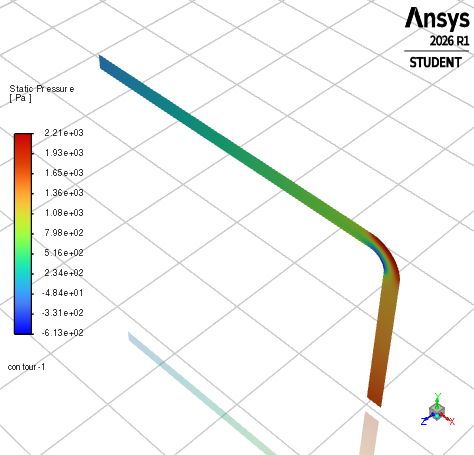 Ansys
2026 R1
STUDENT
Static Pressure
[ Pa ]
2.21e+03
1.93e+03
1.65e+03
1.36e+03
1.08e+03
7.98e+02
5.16e+02
2.34e+02
-4.84e+01
-3.31e+02
-6.13e+02
contour-1
Y
Z
X